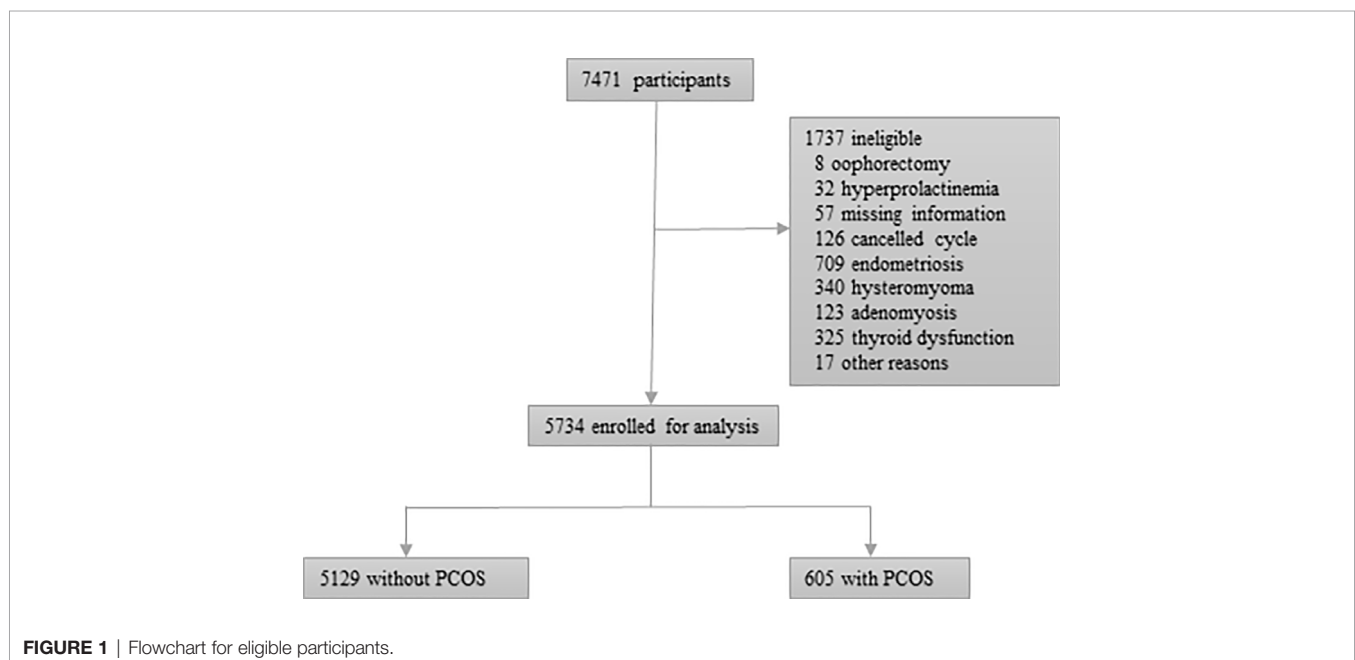 7471 participants
1737 ineligible
8 oophorectomy
32 hyperprolactinemia
57 missing information
126 cancelled cycle
709 endometriosis
340 hysteromyoma
123 adenomyosis
325 thyroid dysfunction
17 other reasons
5734 enrolled for analysis
5129 without PCOS
605 with PCOS
FIGURE 1 | Flowchart for eligible participants.